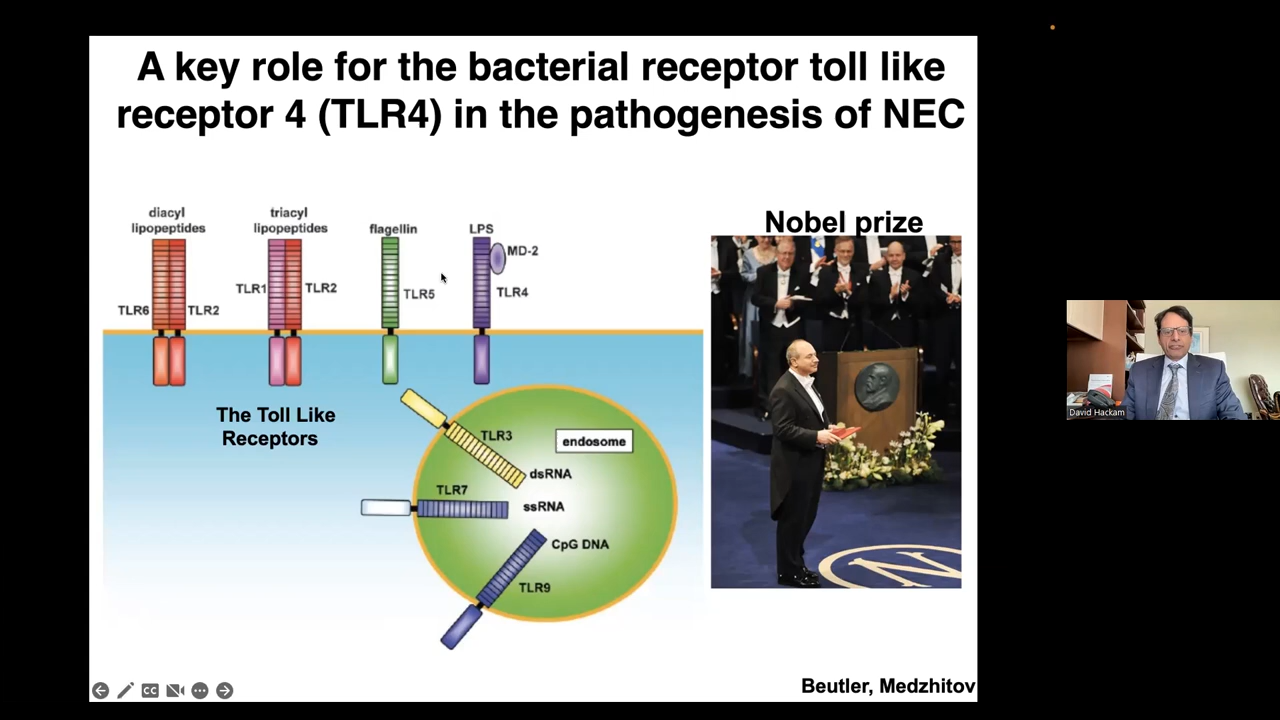 A key role for the bacterial receptor toll like
receptor 4 (TLR4) in the pathogenesis of NEC
diacyl
lipopeptides
triacyl
lipopeptides
flagellin
LPS
MD-2
TLR6
TLR2
TLR1
TLR2
TLR5
TLR4
Nobel prize
The Toll Like
Receptors
TLR3
endosome
dsRNA
TLR7
ssRNA
CpG DNA
TLR9
N
CC
Beutler, Medzhitov
David Hackam